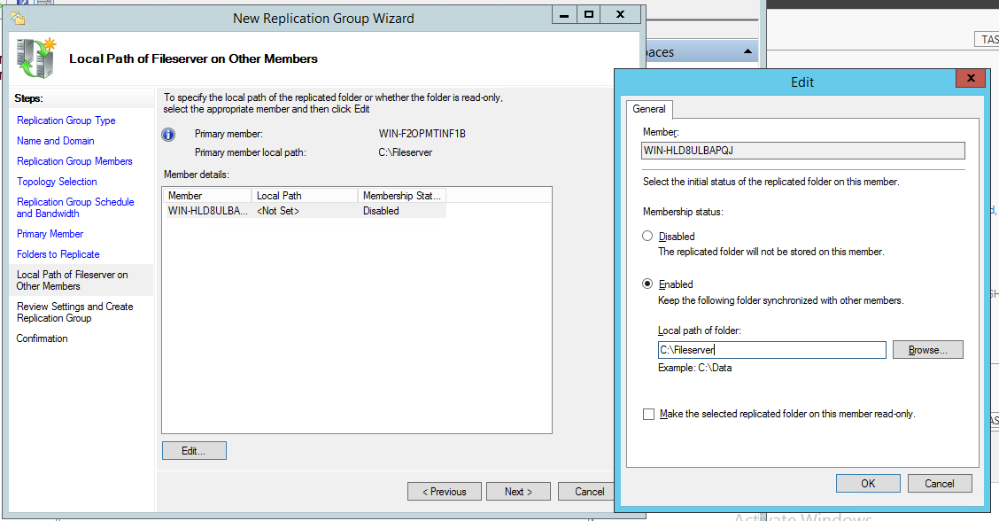 New Replication Group Wizard
Local Path of Fileserver on Other Members
Steps:
Replication Group Type
Name and Domain
Replication Group Members
Topology Selection
Replication Group Schedule
and Bandwidth
Primary Member
Folders to Replicate
Local Path of Fileserver on
Other Members
Review Settings and Create
Replication Group
Confirmation
To specify the local path of the replicated folder or whether the folder is read-only,
select the appropriate member and then click Edit
Primary member: WIN-F2OPMTINF1B
Primary member local path: C:\Fileserver
Member details:
Member Local Path Membership Stat...
WIN-HLD8ULBA... <Not Set> Disabled
Edit...
< Previous Next > Cancel
paces
TAS
Edit
General
Member:
WIN-HLD8ULBAPQJ
Select the initial status of the replicated folder on this member.
Membership status:
Disabled
The replicated folder will not be stored on this member.
Enabled
Keep the following folder synchronized with other members.
Local path of folder:
C:\Fileserver Browse...
Example: C:\Data
Make the selected replicated folder on this member read-only.
OK Cancel
Activate Windows